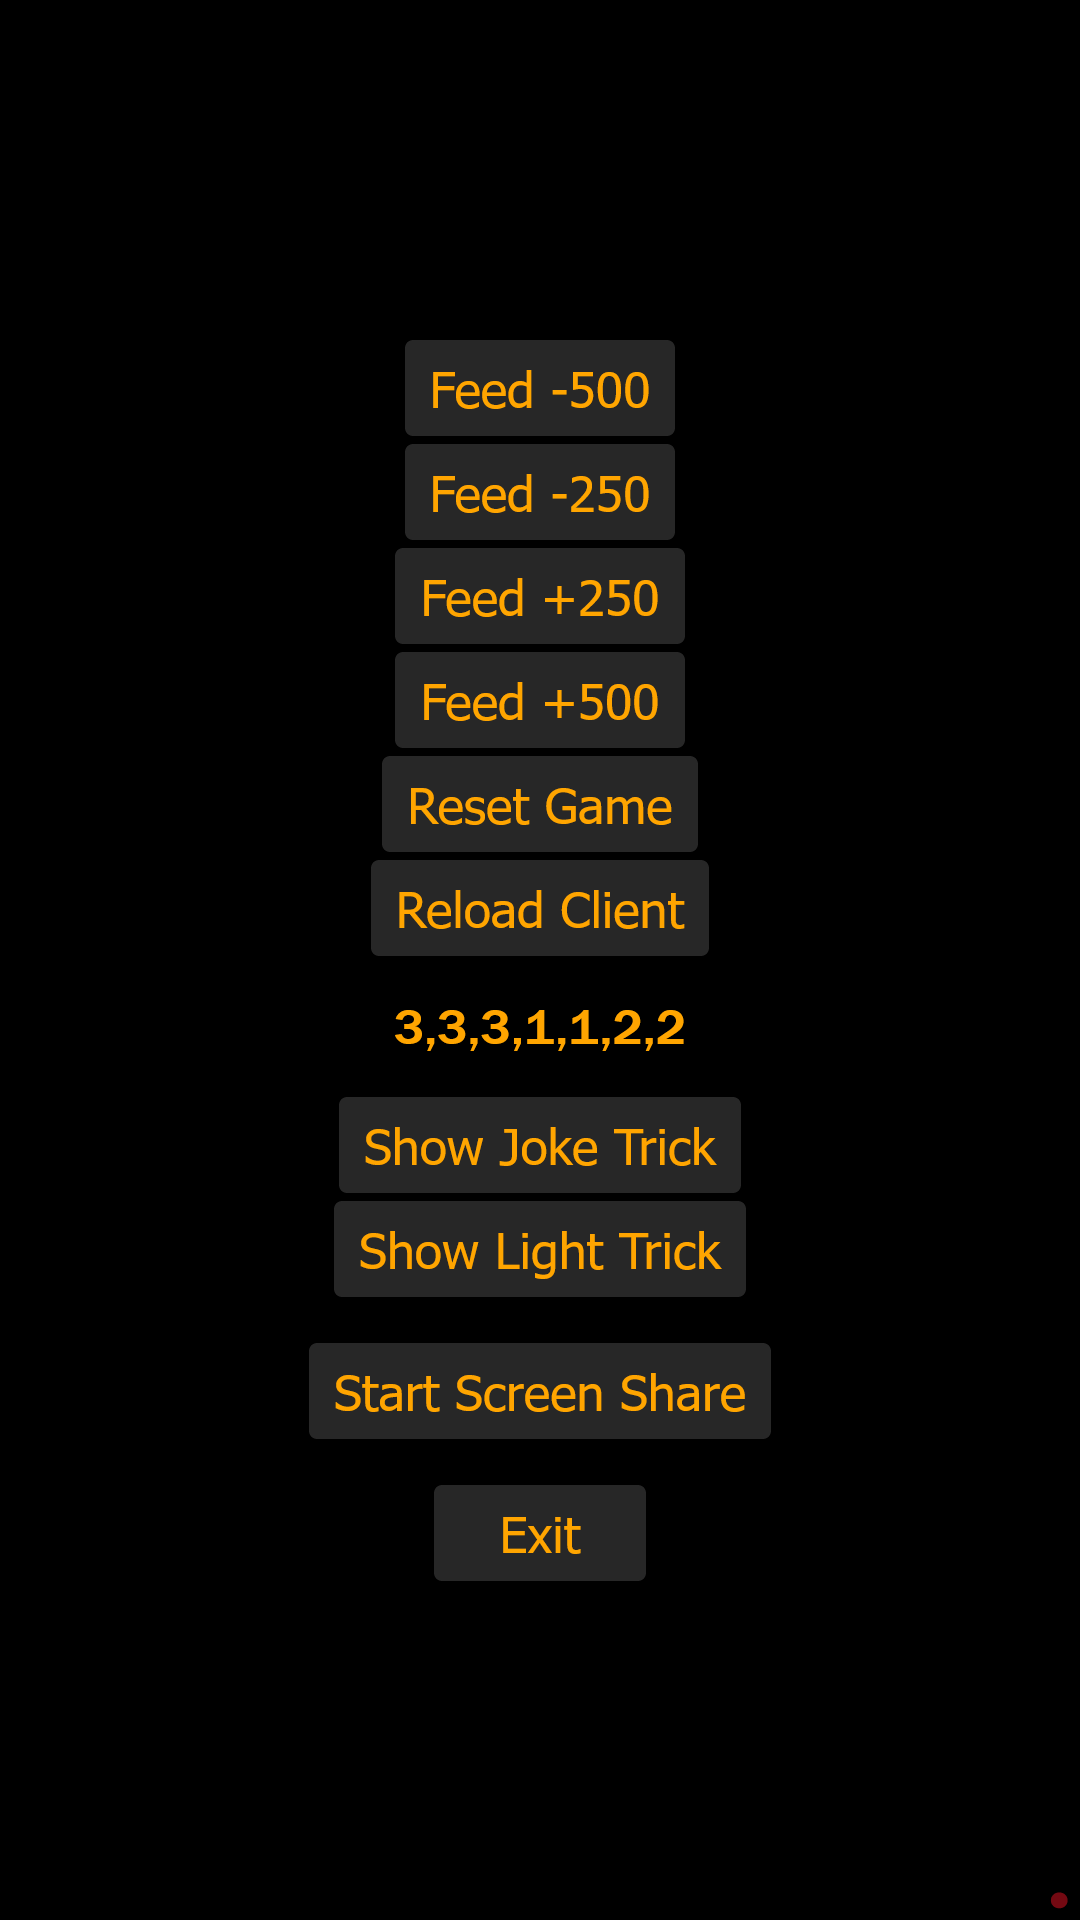 Feed -500
Feed -250
Feed +250
Feed +500
Reset Game
Reload Client
3,3,3,1,1,2,2
Show Joke Trick
Show Light Trick
Start Screen Share
Exit